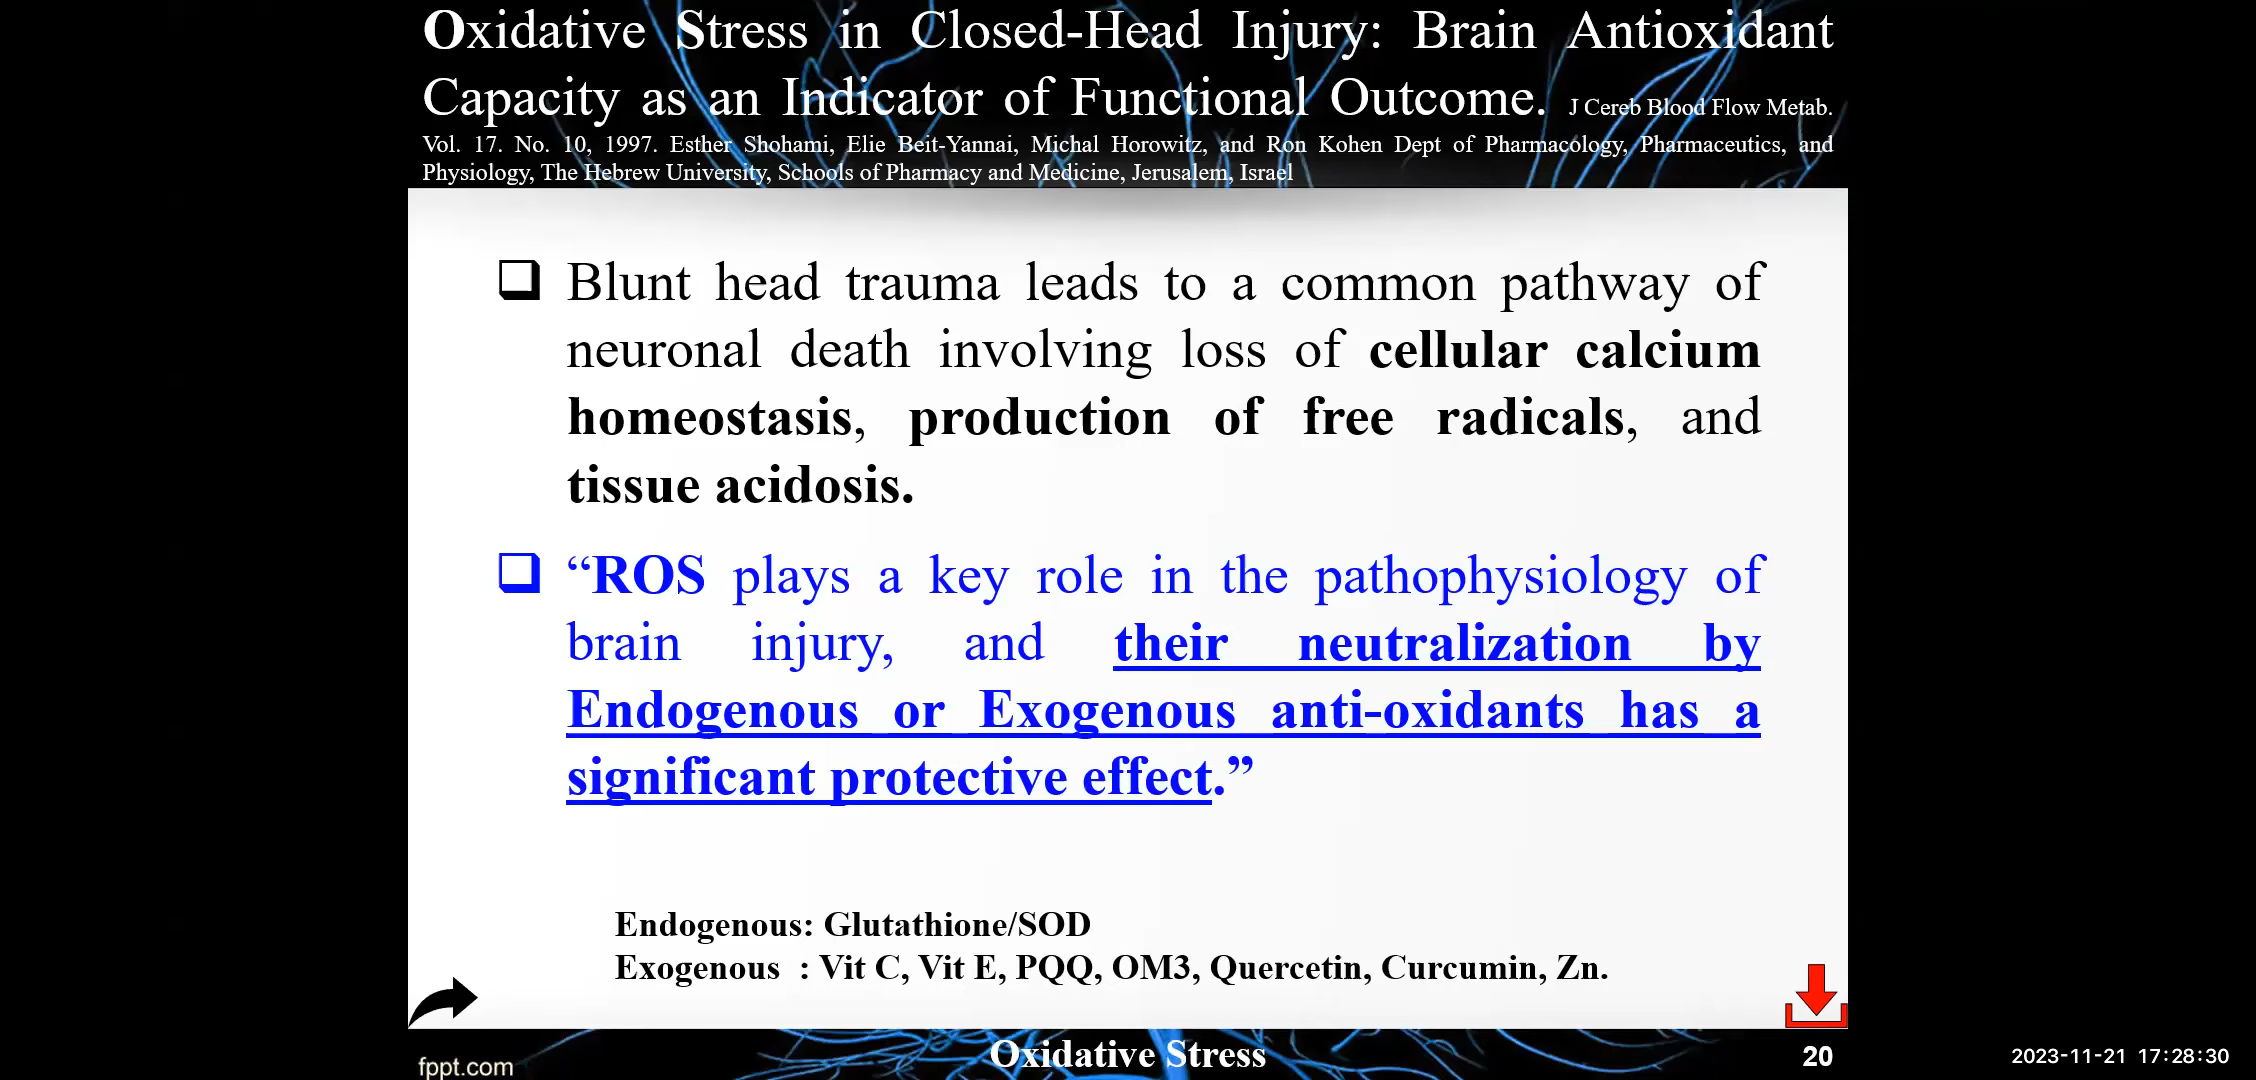 Oxidative Stress in Closed-Head Injury: Brain Antioxidant
Capacity as an Indicator of Functional Outcome. J Cereb Blood Flow Metab.
Vol. 17. No. 10, 1997. Esther Shohami, Elie Beit-Yannai, Michal Horowitz, and Ron Kohen Dept of Pharmacology, Pharmaceutics, and
Physiology, The Hebrew University, Schools of Pharmacy and Medicine, Jerusalem, Israel
Blunt head trauma leads to a common pathway of
neuronal death involving loss of cellular calcium
homeostasis, production of free radicals, and
tissue acidosis.
“ROS plays a key role in the pathophysiology of
brain injury, and their neutralization by
Endogenous or Exogenous anti-oxidants has a
significant protective effect.”
Endogenous: Glutathione/SOD
Exogenous : Vit C, Vit E, PQQ, OM3, Quercetin, Curcumin, Zn.
fppt.com
Oxidative Stress
20
2023-11-21 17:28:30